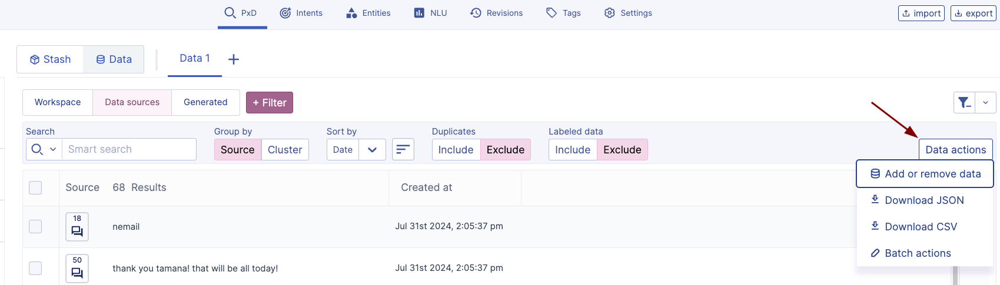 PxD Intents Entities NLU Revisions Tags Settings import export
Stash Data Data 1
Workspace Data sources Generated + Filter
Search Group by Sort by Duplicates Labeled data
Smart search Source Cluster Date Include Exclude Include Exclude Data actions
Add or remove data
Source 68 Results Created at
Download JSON
18
nemail Jul 31st 2024, 2:05:37 pm Download CSV
Batch actions
50
thank you tamana! that will be all today! Jul 31st 2024, 2:05:37 pm